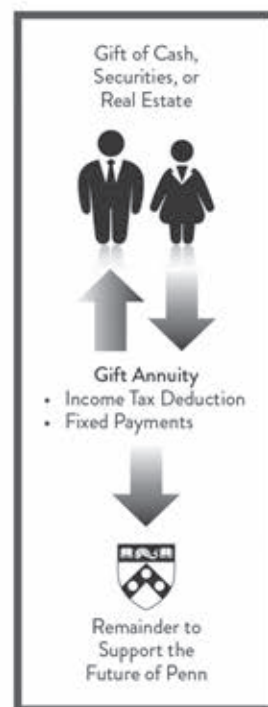 Gift of Cash,
Securities, or
Real Estate
Gift Annuity
• Income Tax Deduction
• Fixed Payments
Remainder to
Support the
Future of Penn